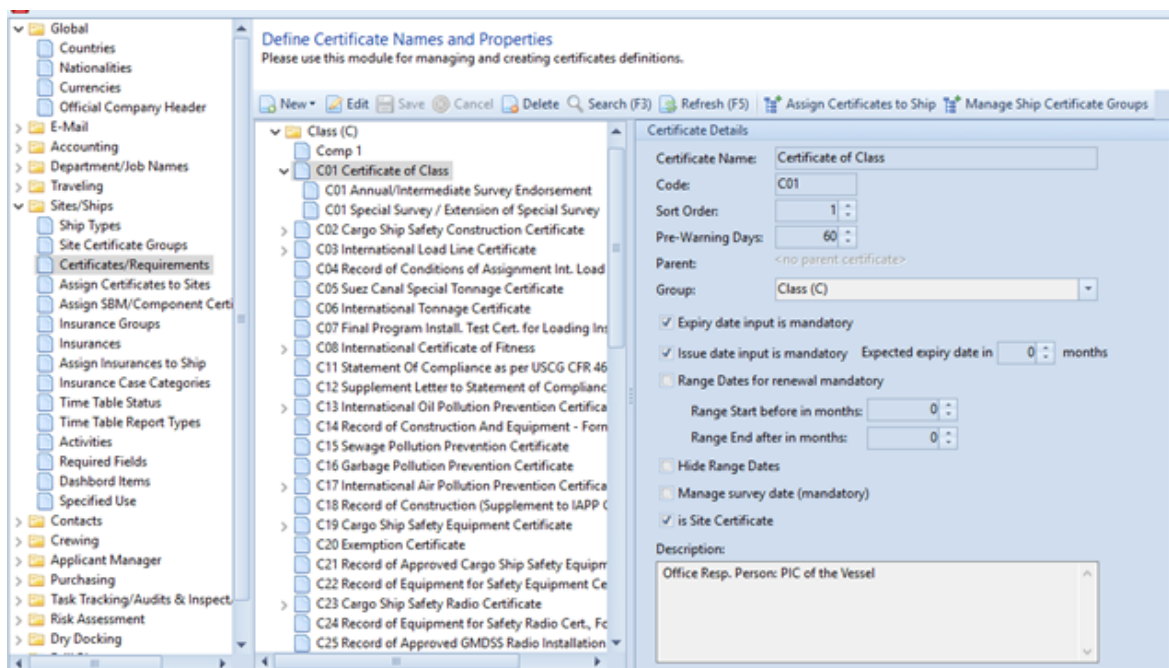 Global
Countries
Nationalities
Currencies
Official Company Header
E-Mail
Accounting
Department/Job Names
Traveling
Sites/Ships
Ship Types
Site Certificate Groups
Certificates/Requirements
Assign Certificates to Sites
Assign SBM/Component Certi
Insurance Groups
Insurances
Assign Insurances to Ship
Insurance Case Categories
Time Table Status
Time Table Report Types
Activities
Required Fields
Dashbord Items
Specified Use
Contacts
Crewing
Applicant Manager
Purchasing
Task Tracking/Audits & Inspect.
Risk Assessment
Dry Docking
Define Certificate Names and Properties
Please use this module for managing and creating certificates definitions.
New Edit Save Cancel Delete Search (F3) Refresh (F5) Assign Certificates to Ship Manage Ship Certificate Groups
Class (C)
Comp 1
C01 Certificate of Class
C01 Annual/Intermediate Survey Endorsement
C01 Special Survey / Extension of Special Survey
C02 Cargo Ship Safety Construction Certificate
C03 International Load Line Certificate
C04 Record of Conditions of Assignment Int. Load
C05 Suez Canal Special Tonnage Certificate
C06 International Tonnage Certificate
C07 Final Program Install. Test Cert. for Loading Ins
C08 International Certificate of Fitness
C11 Statement Of Compliance as per USCG CFR 46
C12 Supplement Letter to Statement of Complianc
C13 International Oil Pollution Prevention Certifica
C14 Record of Construction And Equipment - Forn
C15 Sewage Pollution Prevention Certificate
C16 Garbage Pollution Prevention Certificate
C17 International Air Pollution Prevention Certifica
C18 Record of Construction (Supplement to IAPP C
C19 Cargo Ship Safety Equipment Certificate
C20 Exemption Certificate
C21 Record of Approved Cargo Ship Safety Equipm
C22 Record of Equipment for Safety Equipment Ce
C23 Cargo Ship Safety Radio Certificate
C24 Record of Equipment for Safety Radio Cert., Fo
C25 Record of Approved GMDSS Radio Installation
Certificate Details
Certificate Name: Certificate of Class
Code: C01
Sort Order: 1
Pre-Warning Days: 60
Parent: <no parent certificate>
Group: Class (C)
Expiry date input is mandatory
Issue date input is mandatory Expected expiry date in 0 months
Range Dates for renewal mandatory
Range Start before in months: 0
Range End after in months: 0
Hide Range Dates
Manage survey date (mandatory)
is Site Certificate
Description:
Office Resp. Person: PIC of the Vessel